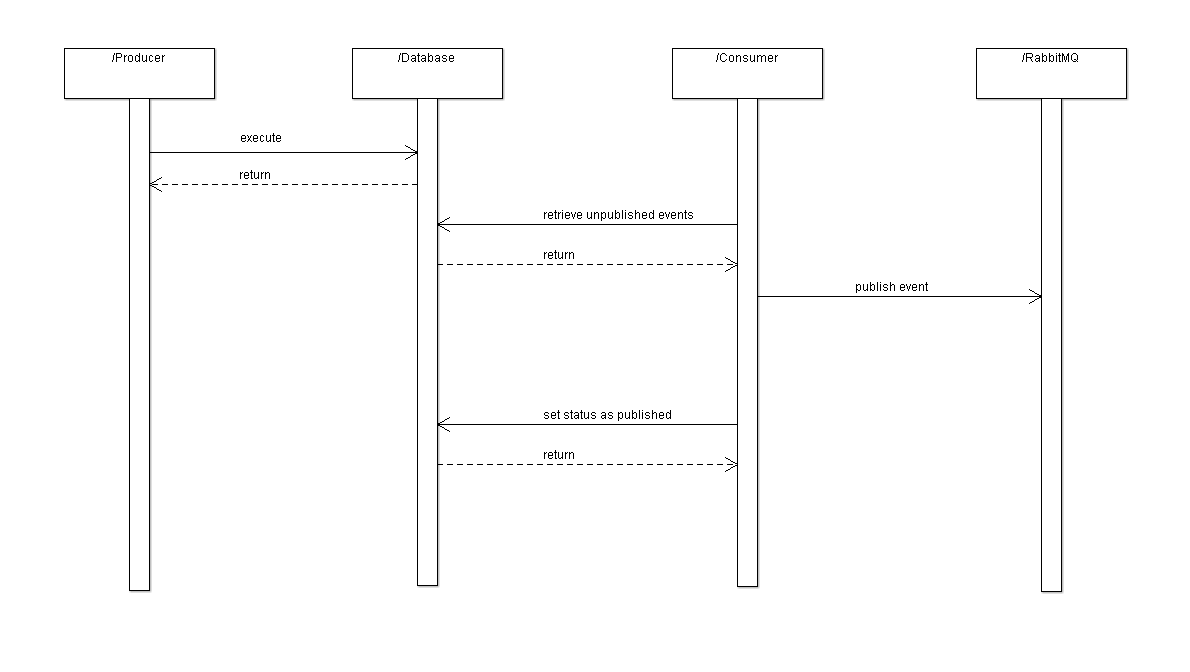 /Producer
/Database
/Consumer
/RabbitMQ
execute
return
retrieve unpublished events
return
publish event
set status as published
return